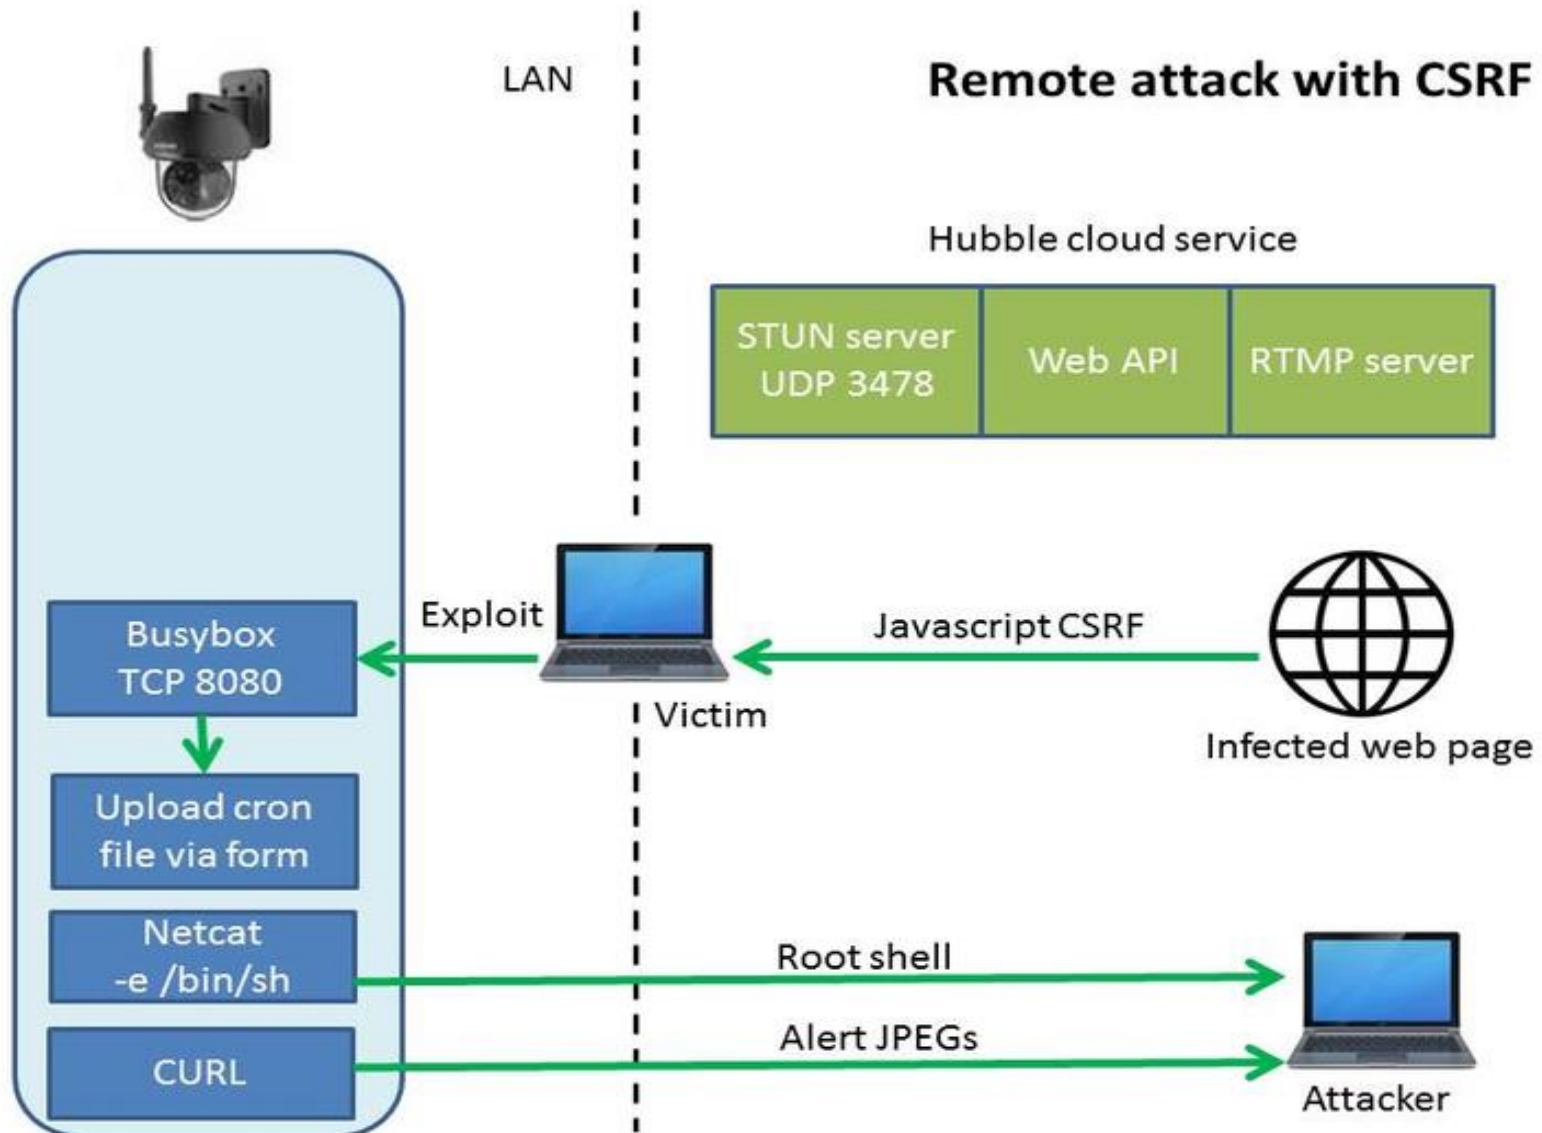 LAN
Remote attack with CSRF
Hubble cloud service
STUN server
UDP 3478
Web API
RTMP server
Exploit
Javascript CSRF
Busybox
TCP 8080
Victim
Infected web page
Upload cron
file via form
Netcat
-e /bin/sh
Root shell
Alert JPEGs
CURL
Attacker